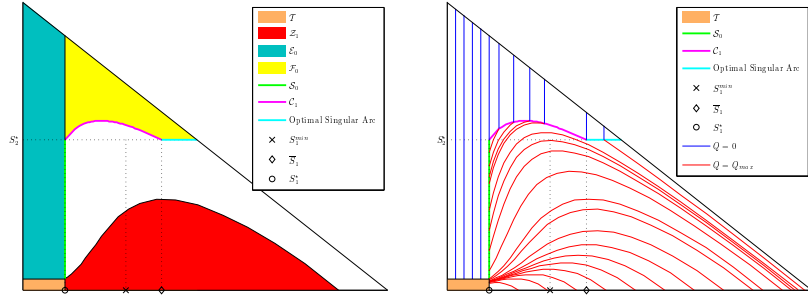 𝒯
𝒵₁
ℰ₀
ℱ₀
𝒮₀
𝒞₁
Optimal Singular Arc
S₁ᵐⁱⁿ
S̅₁
S₁*
S₂*
𝒯
𝒮₀
𝒞₁
Optimal Singular Arc
S₁ᵐⁱⁿ
S̅₁
S₁*
Q = 0
Q = Qₘₐₓ
S₂*